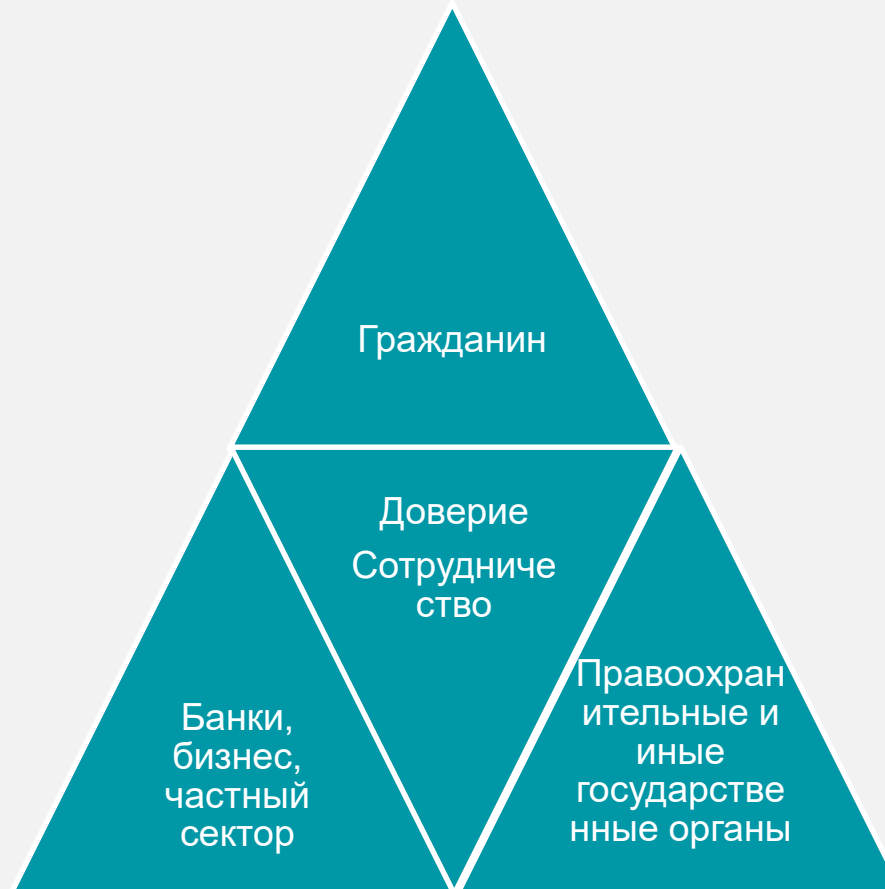 Гражданин
Доверие
Сотрудниче
ство
Банки,
бизнес,
частный
сектор
Правоохран
ительные и
иные
государстве
нные органы